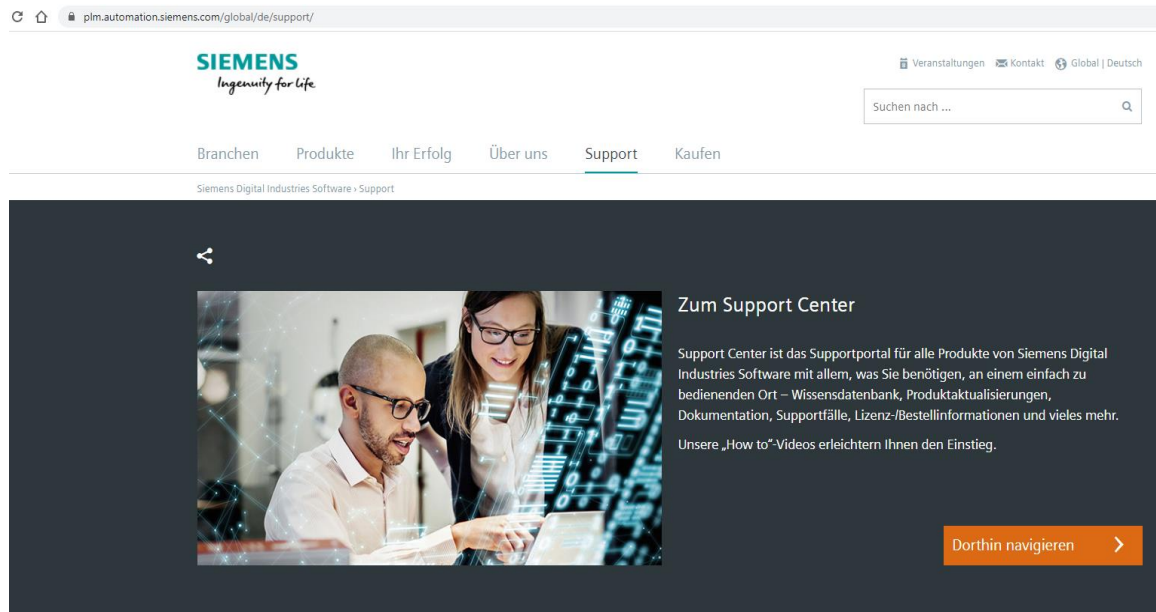 plm.automation.siemens.com/global/de/support/
SIEMENS
Ingenuity for life
Veranstaltungen Kontakt Global | Deutsch
Suchen nach ...
Branchen Produkte Ihr Erfolg Über uns Support Kaufen
Siemens Digital Industries Software › Support
Zum Support Center
Support Center ist das Supportportal für alle Produkte von Siemens Digital
Industries Software mit allem, was Sie benötigen, an einem einfach zu
bedienenden Ort – Wissensdatenbank, Produktaktualisierungen,
Dokumentation, Supportfälle, Lizenz-/Bestellinformationen und vieles mehr.
Unsere „How to“-Videos erleichtern Ihnen den Einstieg.
Dorthin navigieren